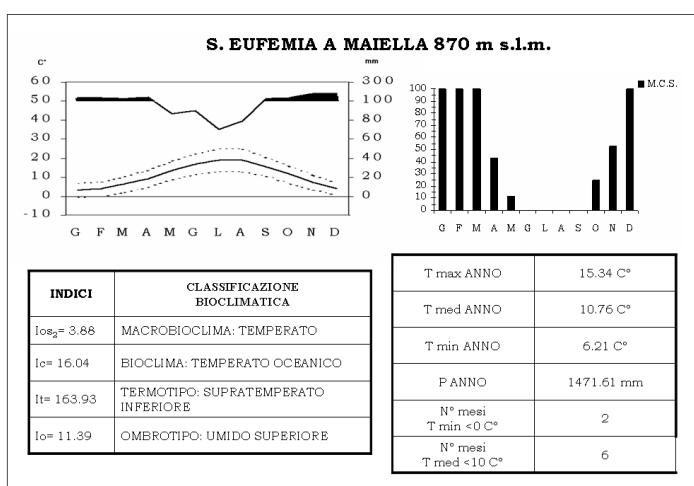 S. EUFEMIA A MAIELLA 870 m s.l.m.
C° mm
60 300
50 100
40 80
30 60
20 40
10 20
0 0
-10
G F M A M G L A S O N D
M.C.S.
100
90
80
70
60
50
40
30
20
10
0
G F M A M G L A S O N D
INDICI CLASSIFICAZIONE
BIOCLIMATICA
Ios2= 3.88 MACROBIOCLIMA: TEMPERATO
Ic= 16.04 BIOCLIMA: TEMPERATO OCEANICO
It= 163.93 TERMOTIPO: SUPRATEMPERATO
INFERIORE
Io= 11.39 OMBROTIPO: UMIDO SUPERIORE
T max ANNO 15.34 C°
T med ANNO 10.76 C°
T min ANNO 6.21 C°
P ANNO 1471.61 mm
N° mesi
T min <0 C° 2
N° mesi
T med <10 C° 6